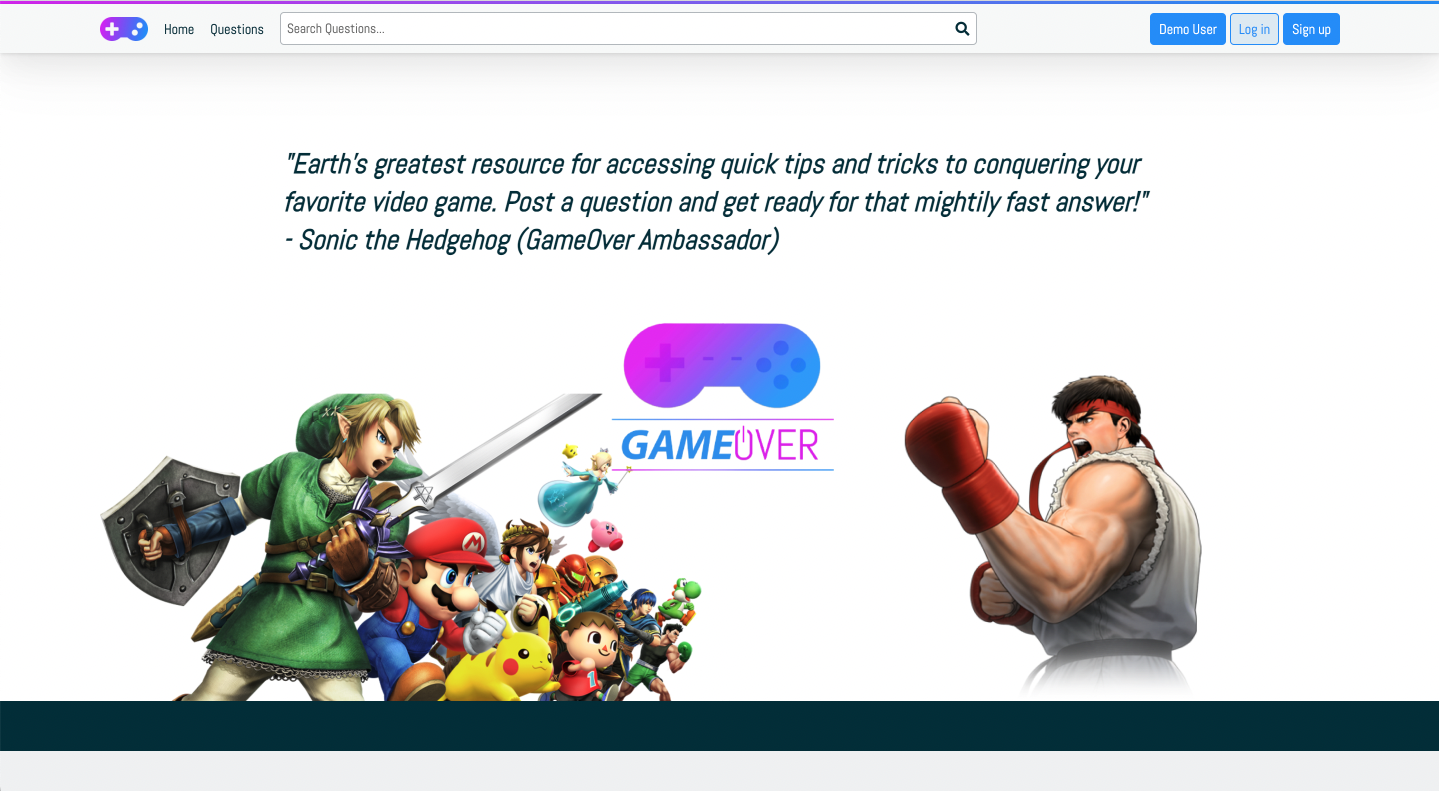 Home Questions Search Questions... Demo User Log in Sign up
"Earth's greatest resource for accessing quick tips and tricks to conquering your
favorite video game. Post a question and get ready for that mightily fast answer!"
- Sonic the Hedgehog (GameOver Ambassador)
GAMEOVER
M
1